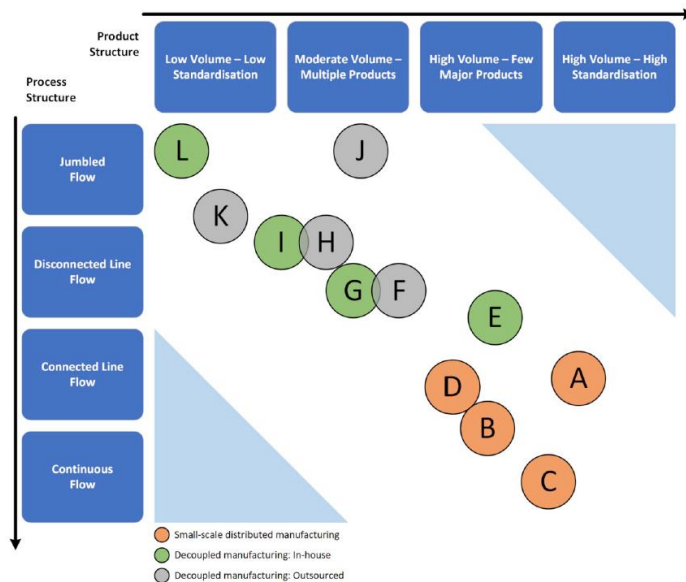 Product
Structure
Process
Structure
Low Volume – Low
Standardisation
Moderate Volume –
Multiple Products
High Volume – Few
Major Products
High Volume – High
Standardisation
Jumbled
Flow
Disconnected Line
Flow
Connected Line
Flow
Continuous
Flow
L
J
K
I
H
G
F
E
A
D
B
C
Small-scale distributed manufacturing
Decoupled manufacturing: In-house
Decoupled manufacturing: Outsourced